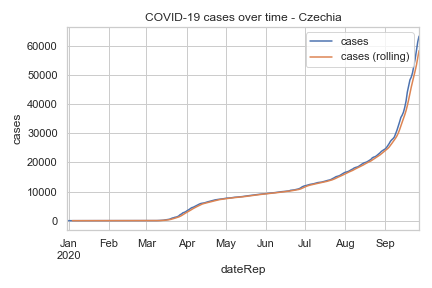 COVID-19 cases over time - Czechia
cases
cases (rolling)
60000
50000
40000
30000
20000
10000
0
cases
Jan Feb Mar Apr May Jun Jul Aug Sep
2020
dateRep